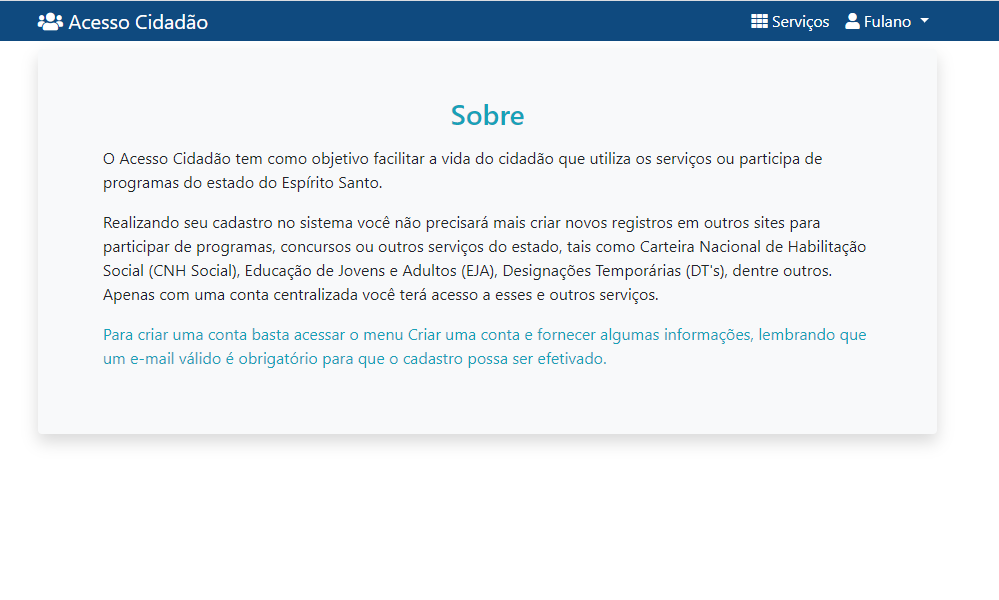 Acesso Cidadão
Serviços
Fulano
Sobre
O Acesso Cidadão tem como objetivo facilitar a vida do cidadão que utiliza os serviços ou participa de
programas do estado do Espírito Santo.
Realizando seu cadastro no sistema você não precisará mais criar novos registros em outros sites para
participar de programas, concursos ou outros serviços do estado, tais como Carteira Nacional de Habilitação
Social (CNH Social), Educação de Jovens e Adultos (EJA), Designações Temporárias (DT's), dentre outros.
Apenas com uma conta centralizada você terá acesso a esses e outros serviços.
Para criar uma conta basta acessar o menu Criar uma conta e fornecer algumas informações, lembrando que
um e-mail válido é obrigatório para que o cadastro possa ser efetivado.